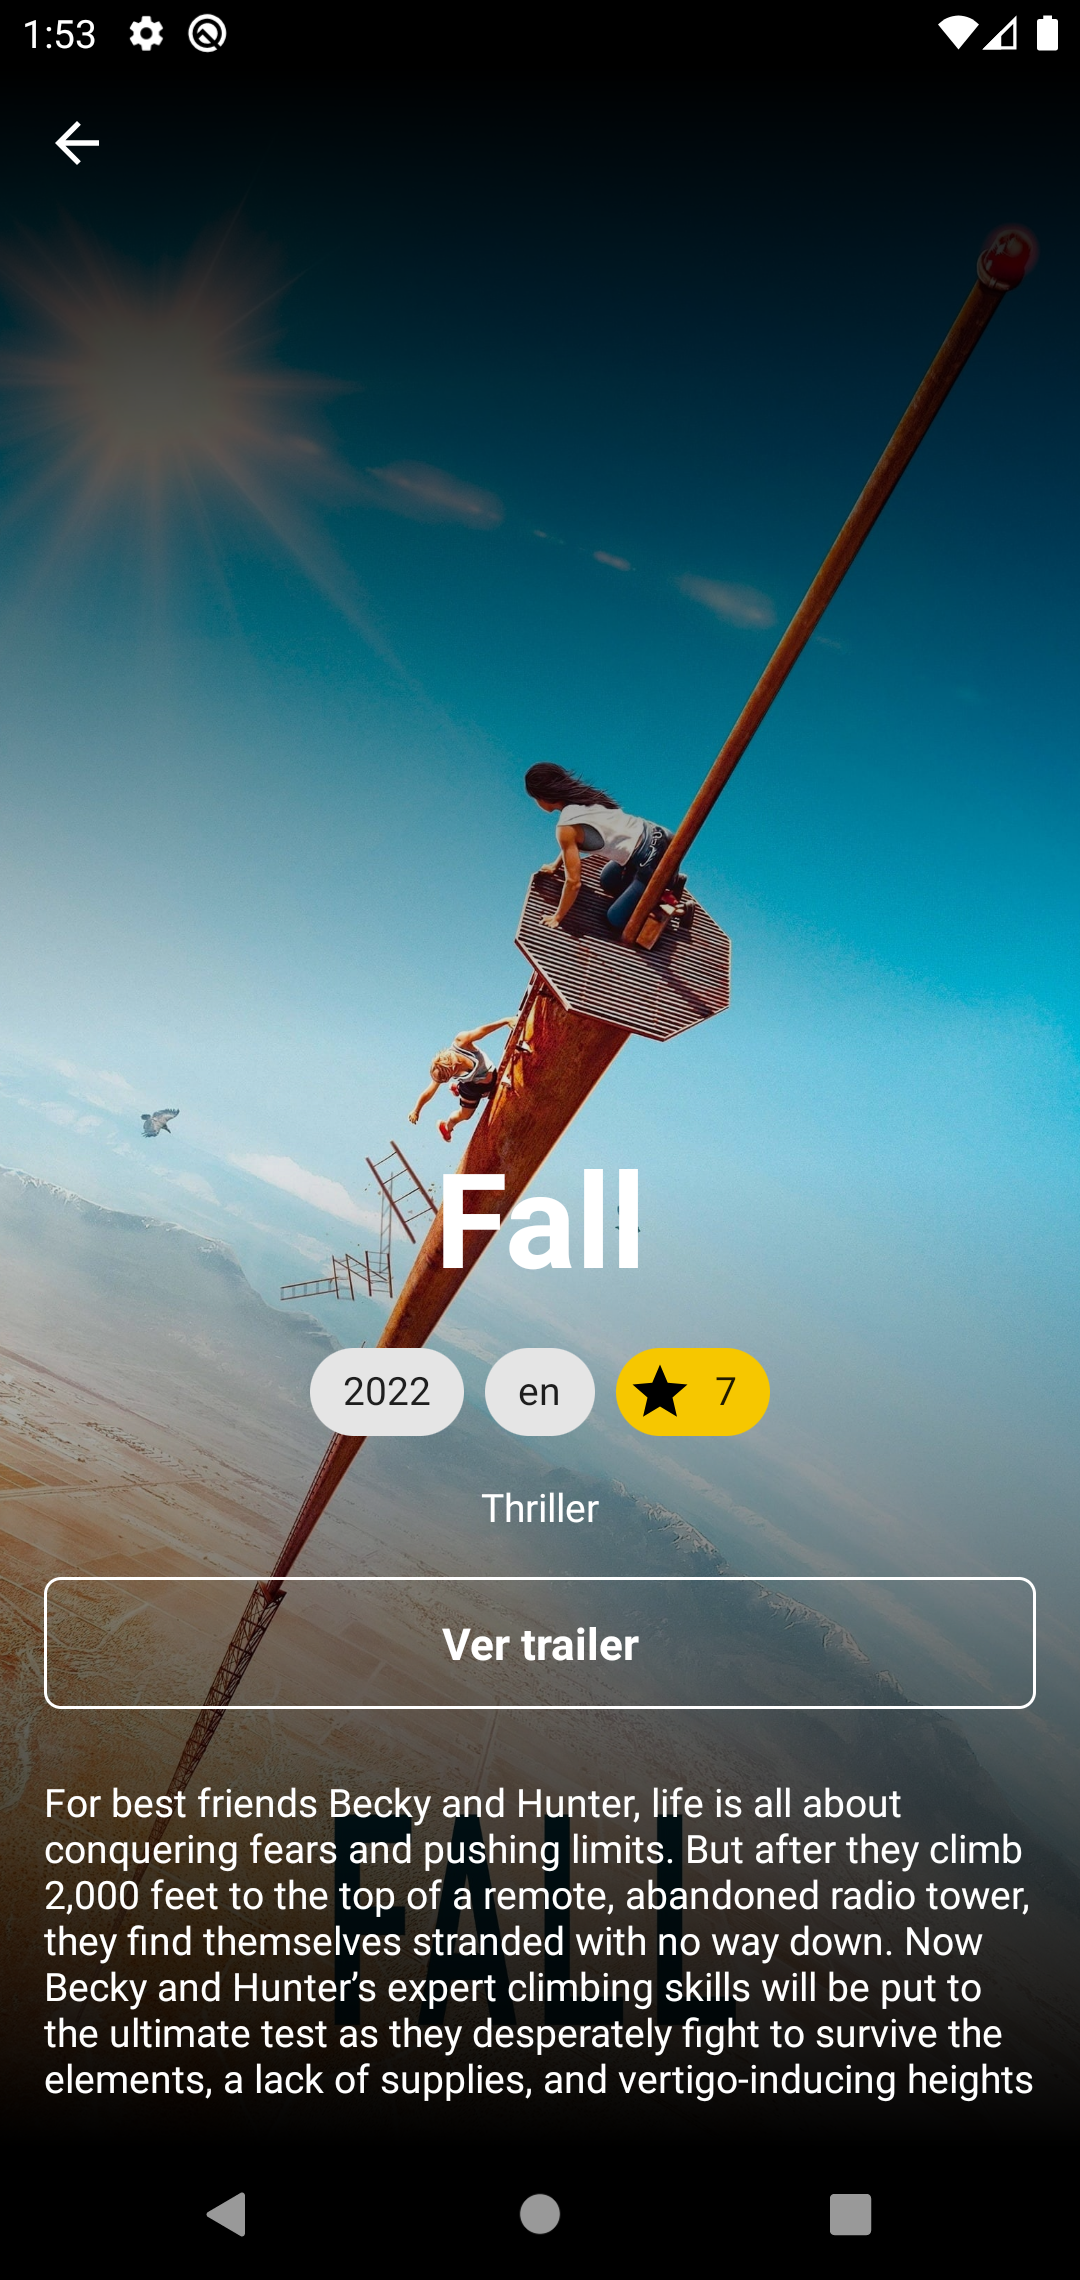 1:53
Fall
2022 en 7
Thriller
Ver trailer
For best friends Becky and Hunter, life is all about
conquering fears and pushing limits. But after they climb
2,000 feet to the top of a remote, abandoned radio tower,
they find themselves stranded with no way down. Now
Becky and Hunter’s expert climbing skills will be put to
the ultimate test as they desperately fight to survive the
elements, a lack of supplies, and vertigo-inducing heights
FALL